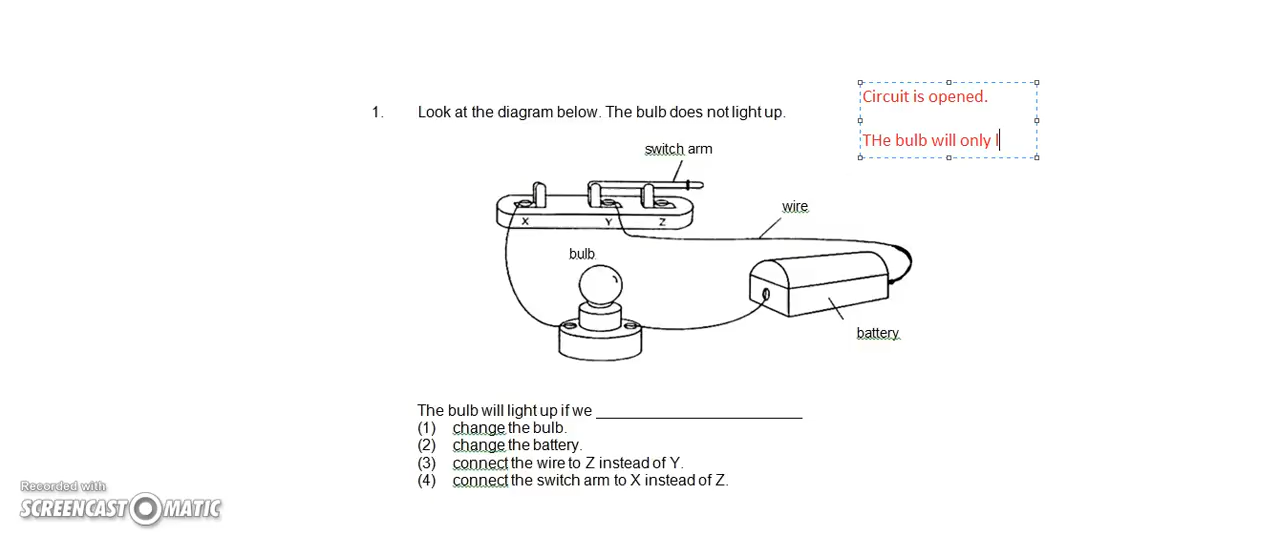 Circuit is opened.
1. Look at the diagram below. The bulb does not light up.
THe bulb will only l
switch arm
wire
X Y Z
bulb
battery
The bulb will light up if we ____________________
(1) change the bulb.
(2) change the battery.
(3) connect the wire to Z instead of Y.
(4) connect the switch arm to X instead of Z.
Recorded with
SCREENCAST-O-MATIC